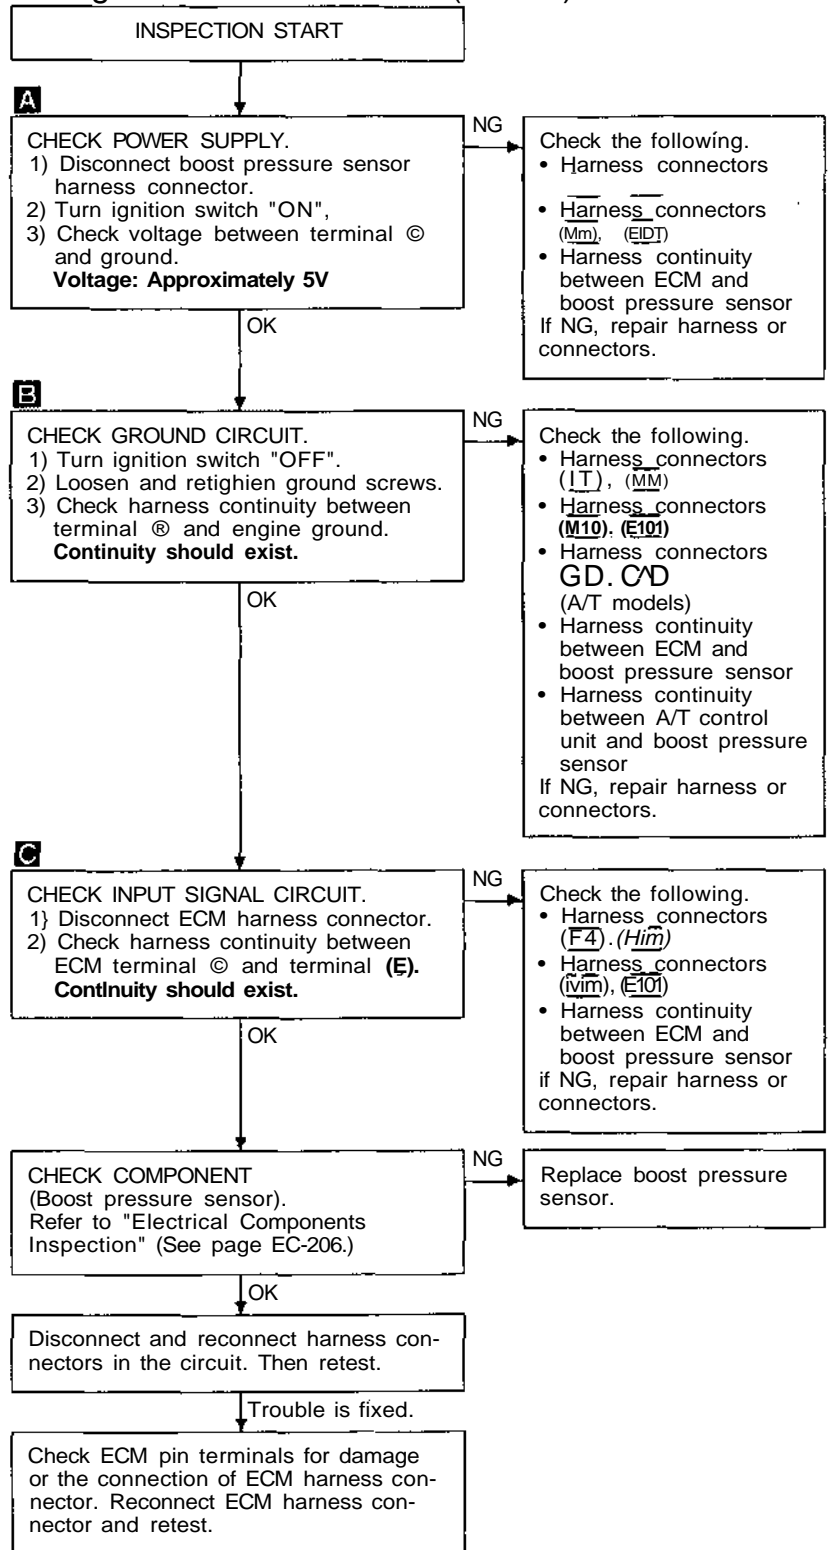 INSPECTION START
A
CHECK POWER SUPPLY.
1) Disconnect boost pressure sensor
harness connector.
2) Turn ignition switch "ON",
3) Check voltage between terminal ©
and ground.
Voltage: Approximately 5V
NG
Check the following.
• Harness connectors
• Harness connectors
(Mm), (EIDT)
• Harness continuity
between ECM and
boost pressure sensor
If NG, repair harness or
connectors.
OK
B
CHECK GROUND CIRCUIT.
1) Turn ignition switch "OFF".
2) Loosen and retighien ground screws.
3) Check harness continuity between
terminal ® and engine ground.
Continuity should exist.
NG
Check the following.
• Harness connectors
(IT), (MM)
• Harness connectors
(M10). (E101)
• Harness connectors
GD. C^D
(A/T models)
• Harness continuity
between ECM and
boost pressure sensor
• Harness continuity
between A/T control
unit and boost pressure
sensor
If NG, repair harness or
connectors.
OK
C
CHECK INPUT SIGNAL CIRCUIT.
1} Disconnect ECM harness connector.
2) Check harness continuity between
ECM terminal © and terminal (E).
ContInuity should exist.
NG
Check the following.
• Harness connectors
(F4).(Him)
• Harness connectors
(ivim), (E101)
• Harness continuity
between ECM and
boost pressure sensor
if NG, repair harness or
connectors.
OK
CHECK COMPONENT
(Boost pressure sensor).
Refer to "Electrical Components
Inspection" (See page EC-206.)
NG
Replace boost pressure
sensor.
OK
Disconnect and reconnect harness con-
nectors in the circuit. Then retest.
Trouble is fixed.
Check ECM pin terminals for damage
or the connection of ECM harness con-
nector. Reconnect ECM harness con-
nector and retest.